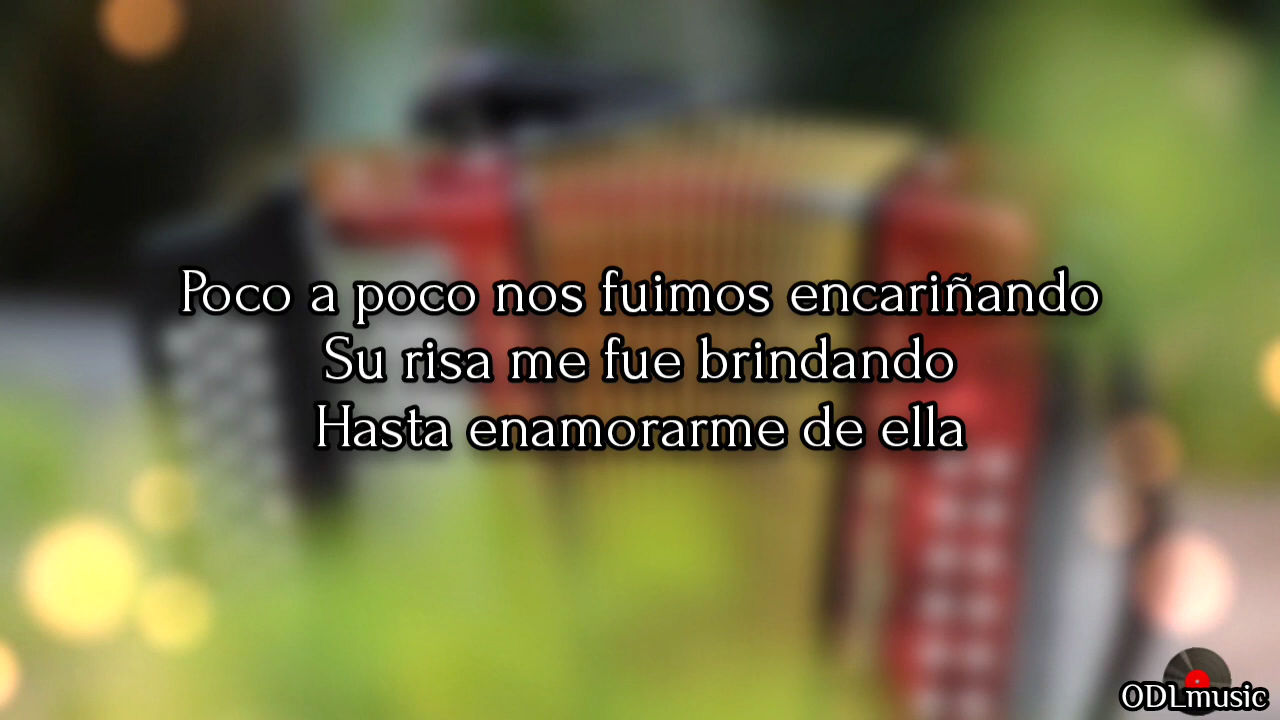 Poco a poco nos fuimos encariñando
Su risa me fue brindando
Hasta enamorarme de ella
ODLmusic